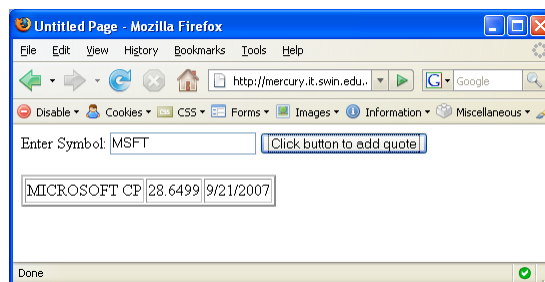 Untitled Page - Mozilla Firefox
File Edit View History Bookmarks Tools Help
http://mercury.it.swin.edu.. G Google
Disable Cookies CSS Forms Images Information Miscellaneous
Enter Symbol: MSFT Click button to add quote
MICROSOFT CP 28.6499 9/21/2007
Done